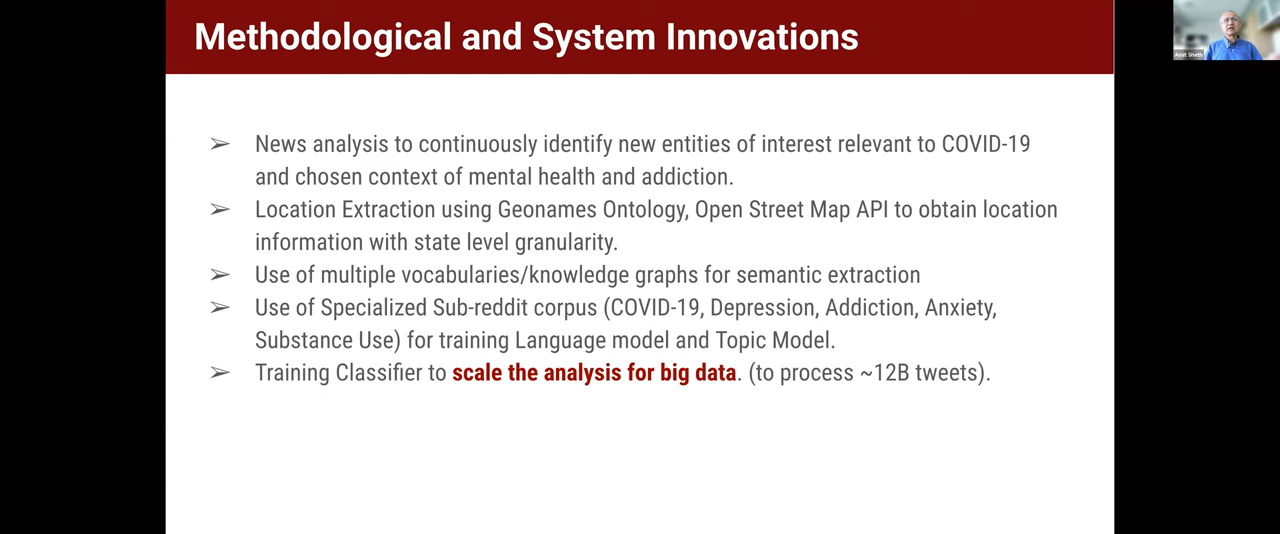 Methodological and System Innovations
Amit Sheth
➢ News analysis to continuously identify new entities of interest relevant to COVID-19
and chosen context of mental health and addiction.
➢ Location Extraction using Geonames Ontology, Open Street Map API to obtain location
information with state level granularity.
➢ Use of multiple vocabularies/knowledge graphs for semantic extraction
➢ Use of Specialized Sub-reddit corpus (COVID-19, Depression, Addiction, Anxiety,
Substance Use) for training Language model and Topic Model.
➢ Training Classifier to scale the analysis for big data. (to process ~12B tweets).